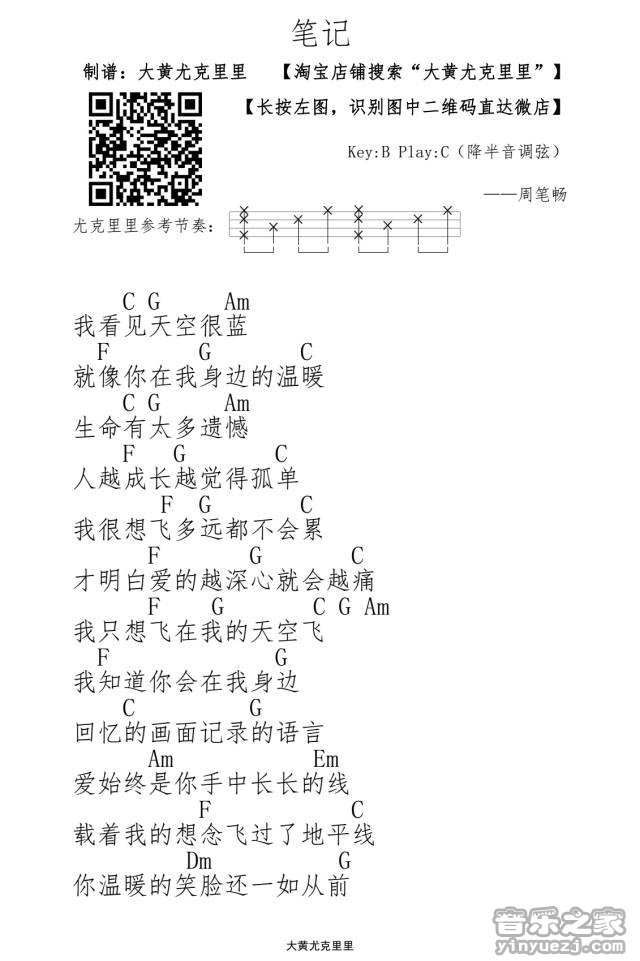 笔记
制谱：大黄尤克里里 【淘宝店铺搜索“大黄尤克里里”】
【长按左图，识别图中二维码直达微店】
Key:B Play:C（降半音调弦）
——周笔畅
尤克里里参考节奏：
C G Am
我看见天空很蓝
F G C
就像你在我身边的温暖
C G Am
生命有太多遗憾
F G C
人越成长越觉得孤单
F G C
我很想飞多远都不会累
F G C
才明白爱的越深心就会越痛
F G C G Am
我只想飞在我的天空飞
F G
我知道你会在我身边
C G
回忆的画面记录的语言
Am Em
爱始终是你手中长长的线
F C
载着我的想念飞过了地平线
Dm G
你温暖的笑脸还一如从前
大黄尤克里里
音乐之家
yinyuezj.com